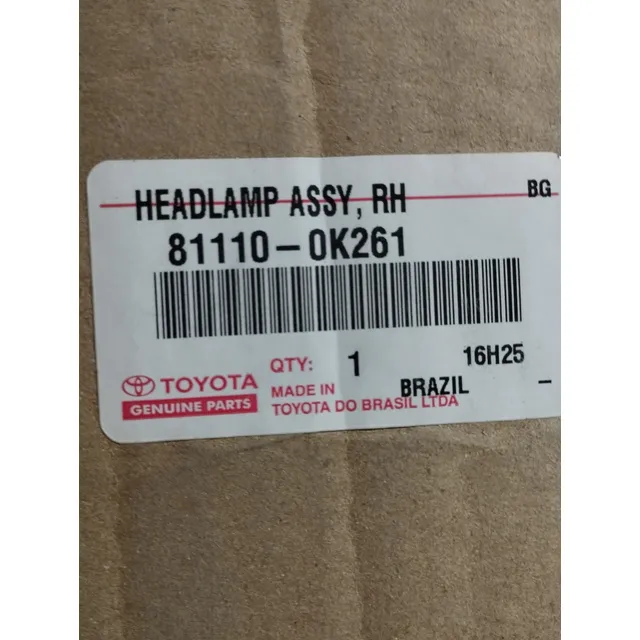 HEADLAMP ASSY, RH BG
81110-0K261
QTY: 1 16H25
TOYOTA
GENUINE PARTS
MADE IN BRAZIL -
TOYOTA DO BRASIL LTDA